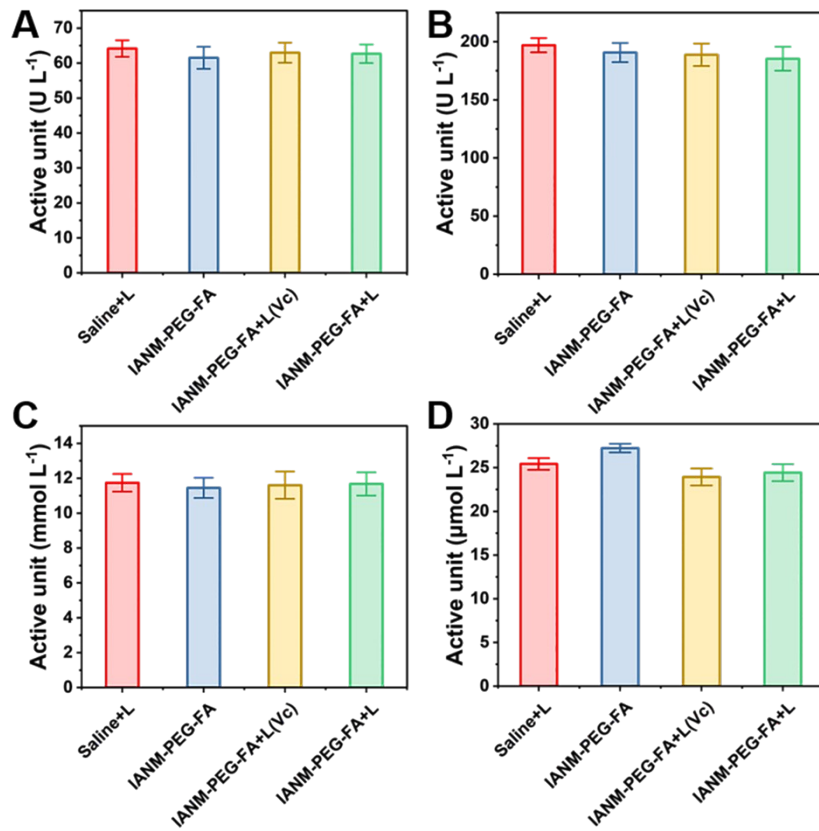 A
Active unit (U L⁻¹)
70
60
50
40
30
20
10
0
Saline+L
IANM-PEG-FA
IANM-PEG-FA+L(Vc)
IANM-PEG-FA+L
B
Active unit (U L⁻¹)
200
150
100
50
0
Saline+L
IANM-PEG-FA
IANM-PEG-FA+L(Vc)
IANM-PEG-FA+L
C
Active unit (mmol L⁻¹)
14
12
10
8
6
4
2
0
Saline+L
IANM-PEG-FA
IANM-PEG-FA+L(Vc)
IANM-PEG-FA+L
D
Active unit (μmol L⁻¹)
30
25
20
15
10
5
0
Saline+L
IANM-PEG-FA
IANM-PEG-FA+L(Vc)
IANM-PEG-FA+L